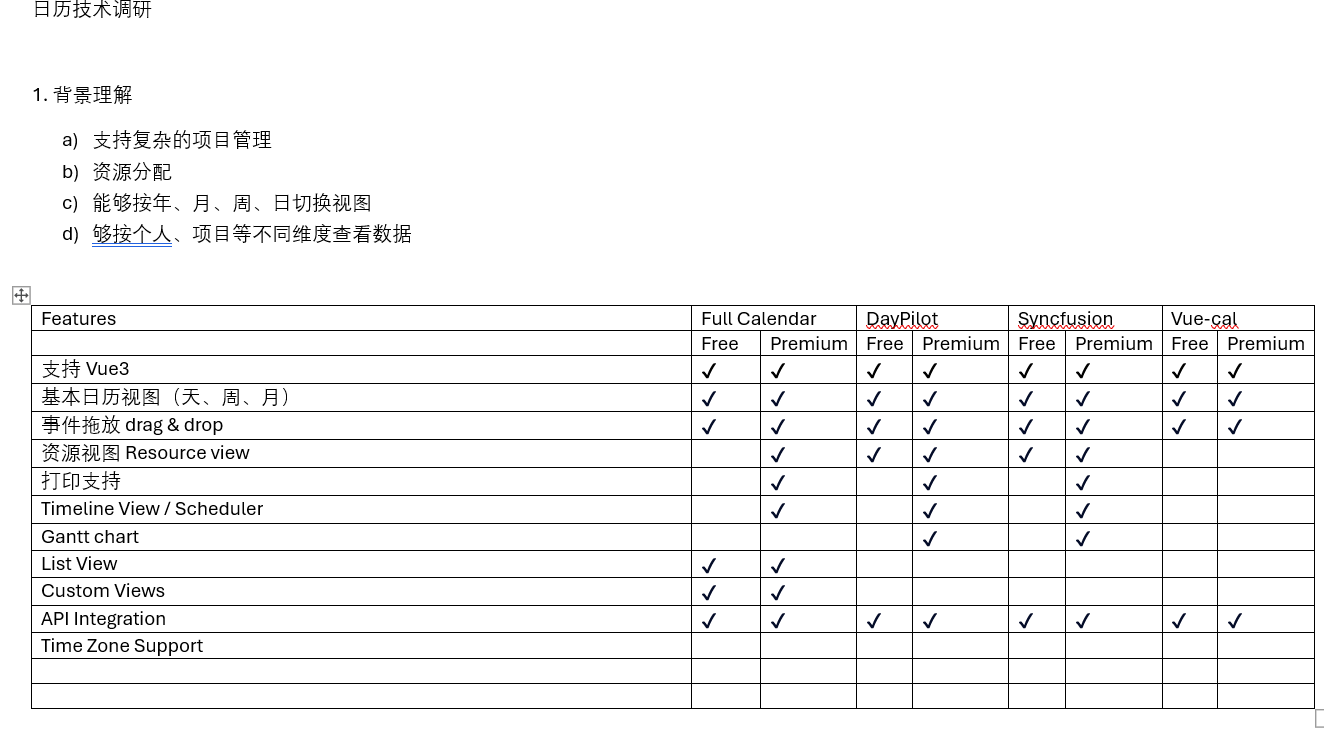 日历技术调研
1. 背景理解
a) 支持复杂的项目管理
b) 资源分配
c) 能够按年、月、周、日切换视图
d) 够按个人、项目等不同维度查看数据
Features Full Calendar DayPilot Syncfusion Vue-cal
Free Premium Free Premium Free Premium Free Premium
支持 Vue3 ✓ ✓ ✓ ✓ ✓ ✓ ✓ ✓
基本日历视图（天、周、月） ✓ ✓ ✓ ✓ ✓ ✓ ✓ ✓
事件拖放 drag & drop ✓ ✓ ✓ ✓ ✓ ✓ ✓ ✓
资源视图 Resource view ✓ ✓ ✓ ✓ ✓
打印支持 ✓ ✓ ✓
Timeline View / Scheduler ✓ ✓ ✓
Gantt chart ✓ ✓
List View ✓ ✓
Custom Views ✓ ✓
API Integration ✓ ✓ ✓ ✓ ✓ ✓ ✓ ✓
Time Zone Support